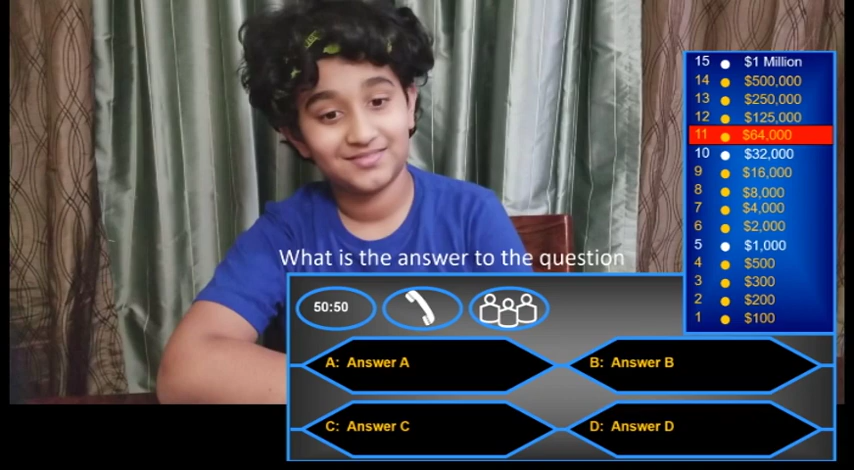 15 $1 Million
14 $500,000
13 $250,000
12 $125,000
11 $64,000
10 $32,000
9 $16,000
8 $8,000
7 $4,000
6 $2,000
5 $1,000
4 $500
3 $300
2 $200
1 $100
What is the answer to the question
50:50
A: Answer A
B: Answer B
C: Answer C
D: Answer D